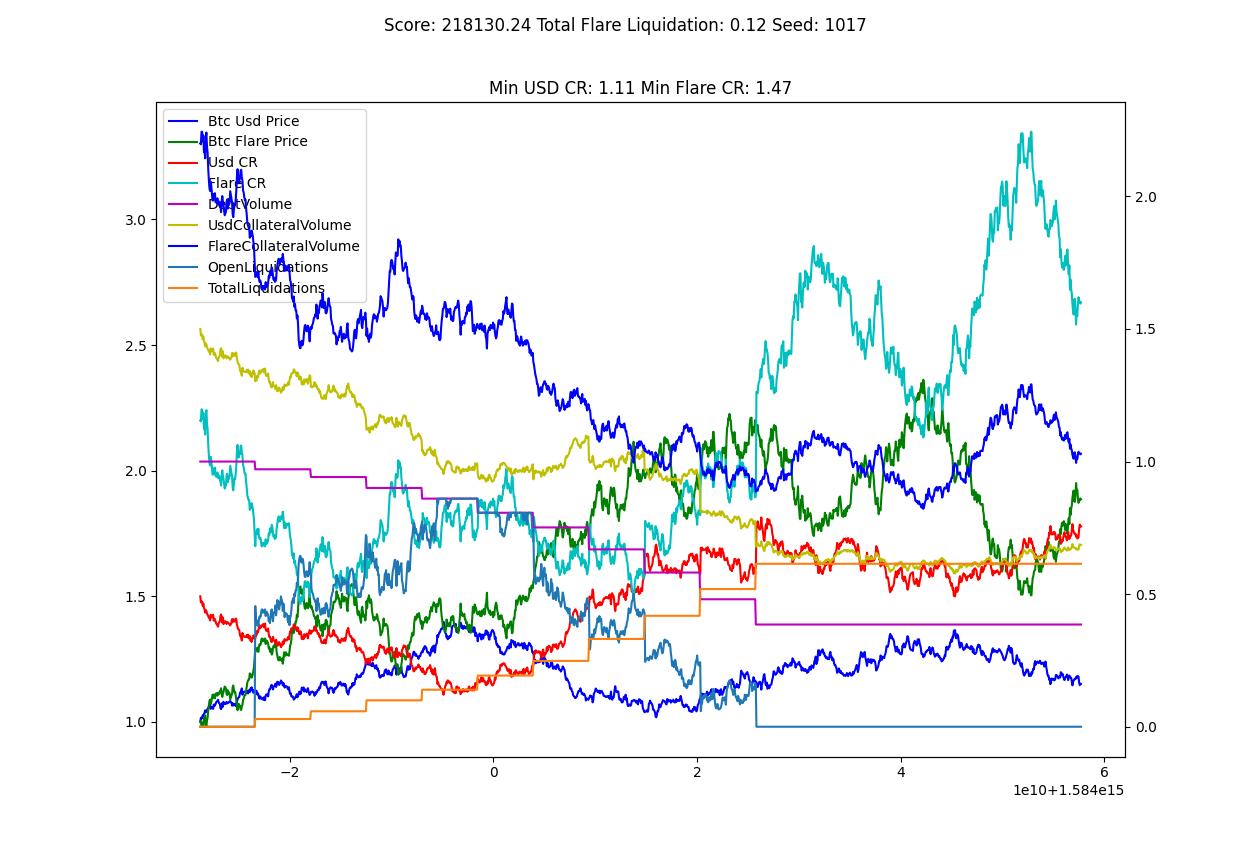 Score: 218130.24 Total Flare Liquidation: 0.12 Seed: 1017
Min USD CR: 1.11 Min Flare CR: 1.47
Btc Usd Price
Btc Flare Price
Usd CR
Flare CR
DebtVolume
UsdCollateralVolume
FlareCollateralVolume
OpenLiquidations
TotalLiquidations
3.0
2.5
2.0
1.5
1.0
2.0
1.5
1.0
0.5
0.0
−2
0
2
4
6
1e10+1.584e15